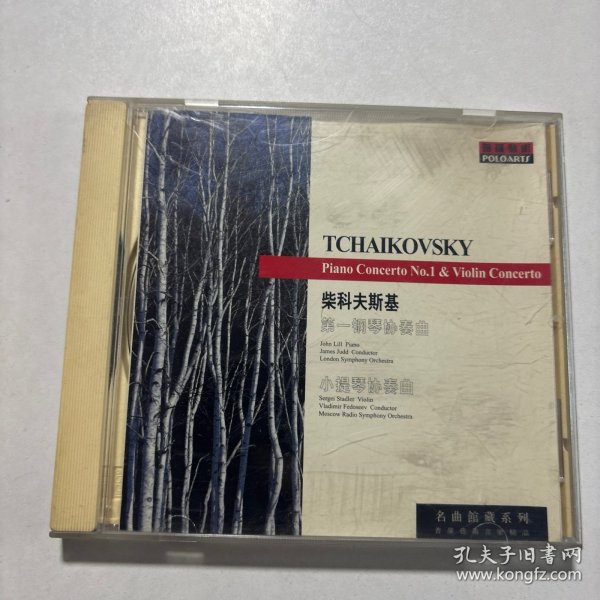 POLOARTS
TCHAIKOVSKY
Piano Concerto No.1 & Violin Concerto
柴科夫斯基
第一钢琴协奏曲
John Lill Piano
James Judd Conductor
London Symphony Orchestra
小提琴协奏曲
Sergei Stadler Violin
Vladimir Fedoseev Conductor
Moscow Radio Symphony Orchestra
名曲館藏系列
孔夫子旧书网
www.kongfz.com